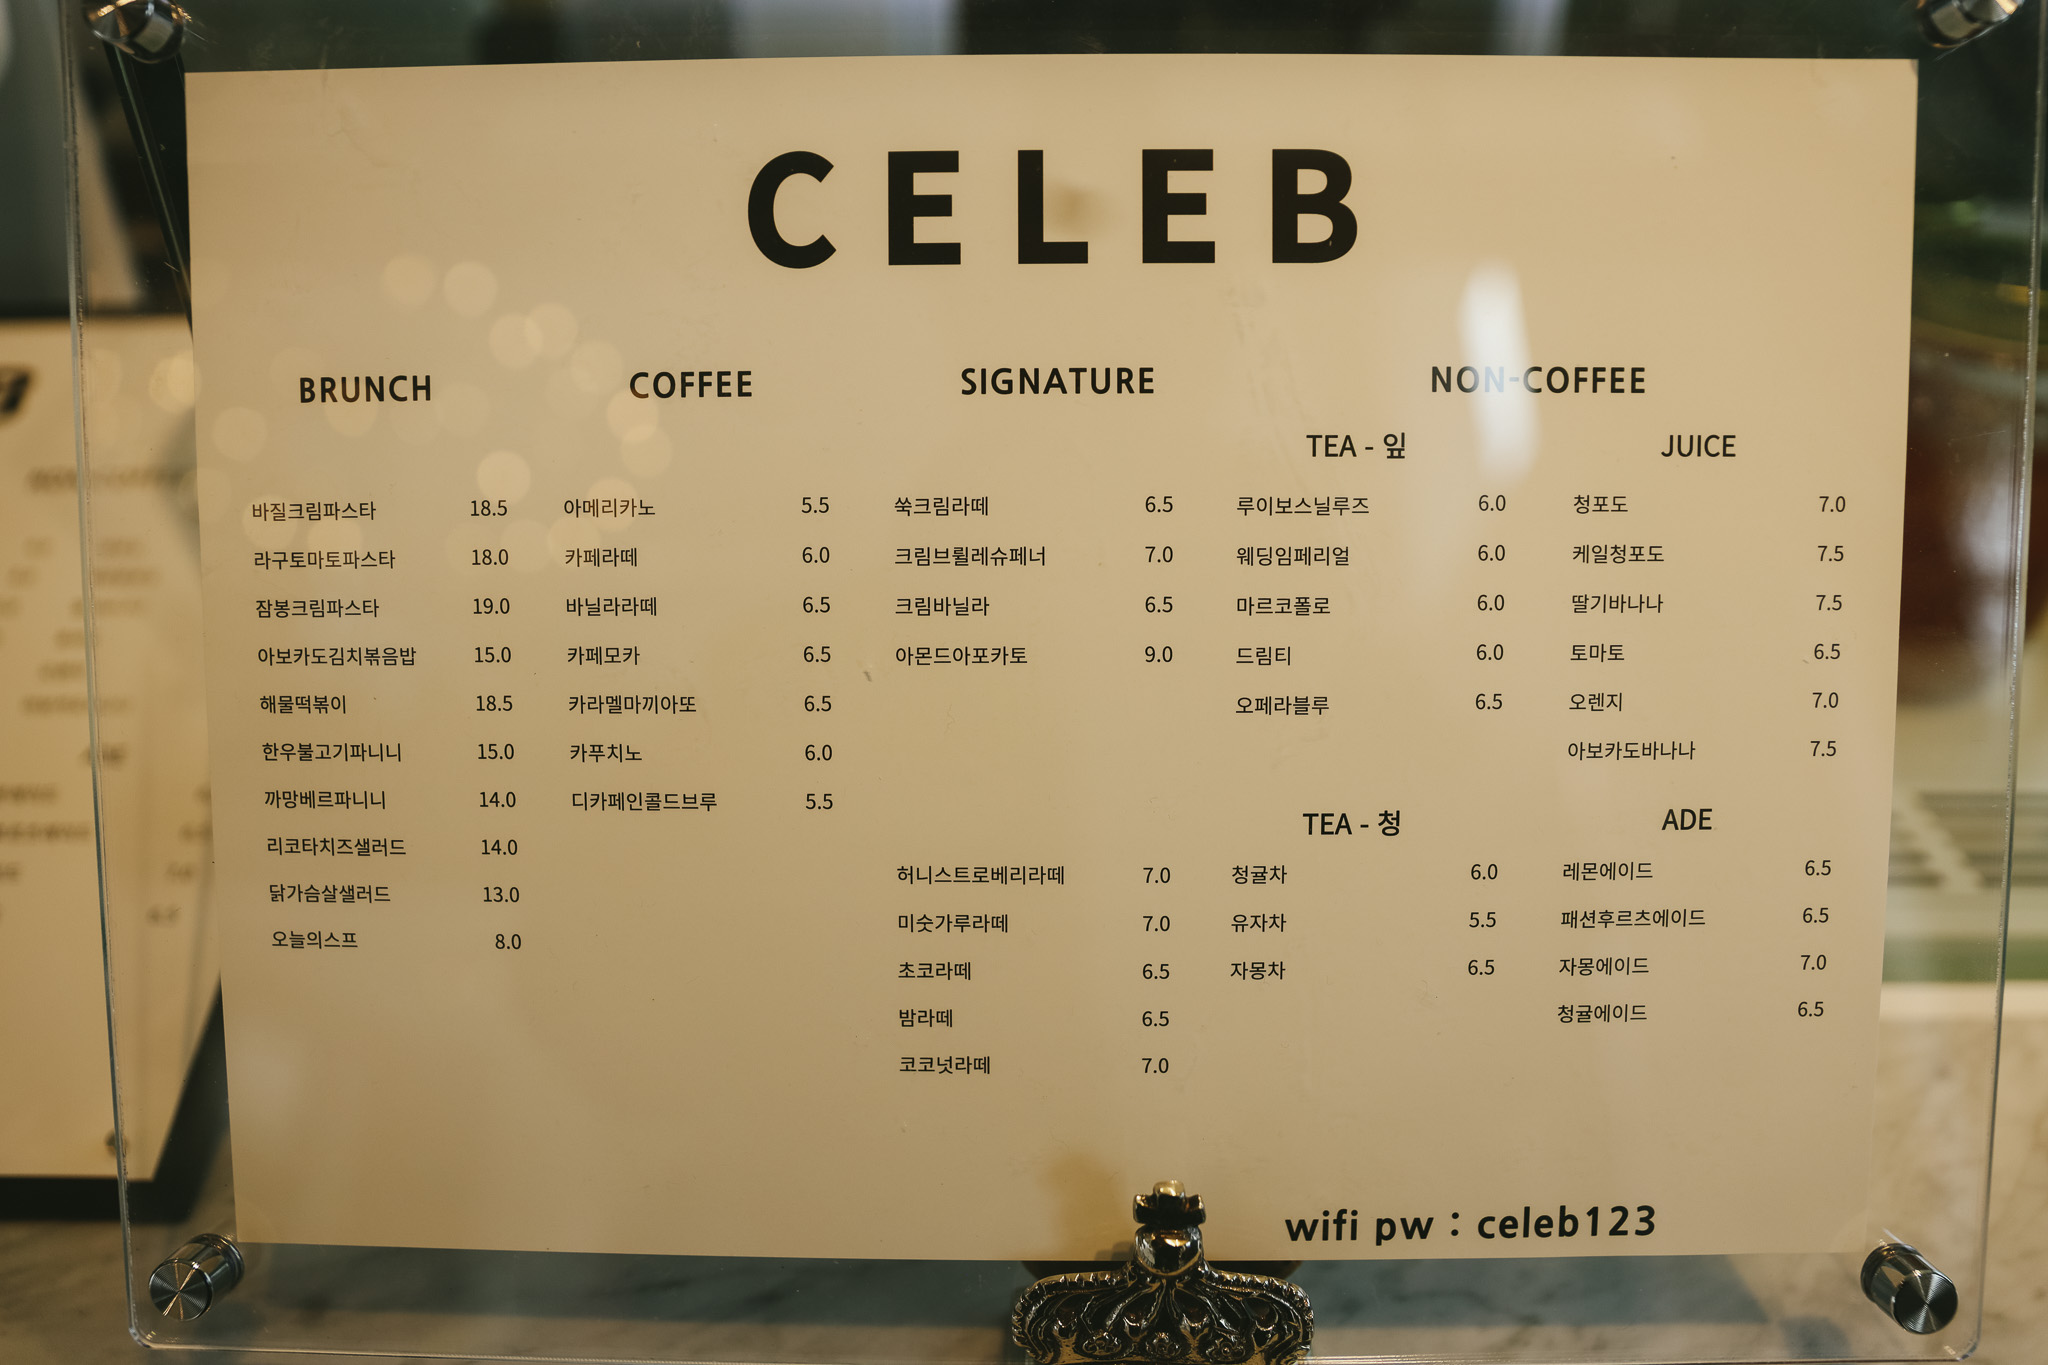 CELEB
BRUNCH
바질크림파스타 18.5
라구토마토파스타 18.0
잠봉크림파스타 19.0
아보카도김치볶음밥 15.0
해물떡볶이 18.5
한우불고기파니니 15.0
까망베르파니니 14.0
리코타치즈샐러드 14.0
닭가슴살샐러드 13.0
오늘의스프 8.0
COFFEE
아메리카노 5.5
카페라떼 6.0
바닐라라떼 6.5
카페모카 6.5
카라멜마끼아또 6.5
카푸치노 6.0
디카페인콜드브루 5.5
SIGNATURE
쑥크림라떼 6.5
크림브륄레슈페너 7.0
크림바닐라 6.5
아몬드아포카토 9.0
허니스트로베리라떼 7.0
미숫가루라떼 7.0
초코라떼 6.5
밤라떼 6.5
코코넛라떼 7.0
NON-COFFEE
TEA - 잎
루이보스닐루즈 6.0
웨딩임페리얼 6.0
마르코폴로 6.0
드림티 6.0
오페라블루 6.5
TEA - 청
청귤차 6.0
유자차 5.5
자몽차 6.5
JUICE
청포도 7.0
케일청포도 7.5
딸기바나나 7.5
토마토 6.5
오렌지 7.0
아보카도바나나 7.5
ADE
레몬에이드 6.5
패션후르츠에이드 6.5
자몽에이드 7.0
청귤에이드 6.5
wifi pw : celeb123